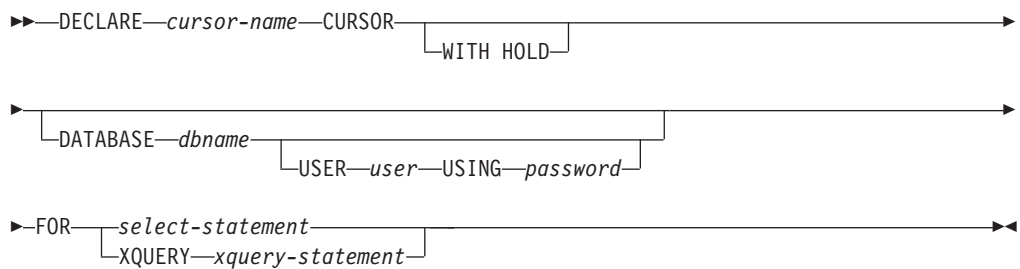 DECLARE cursor-name CURSOR
WITH HOLD
DATABASE dbname
USER user USING password
FOR select-statement
XQUERY xquery-statement